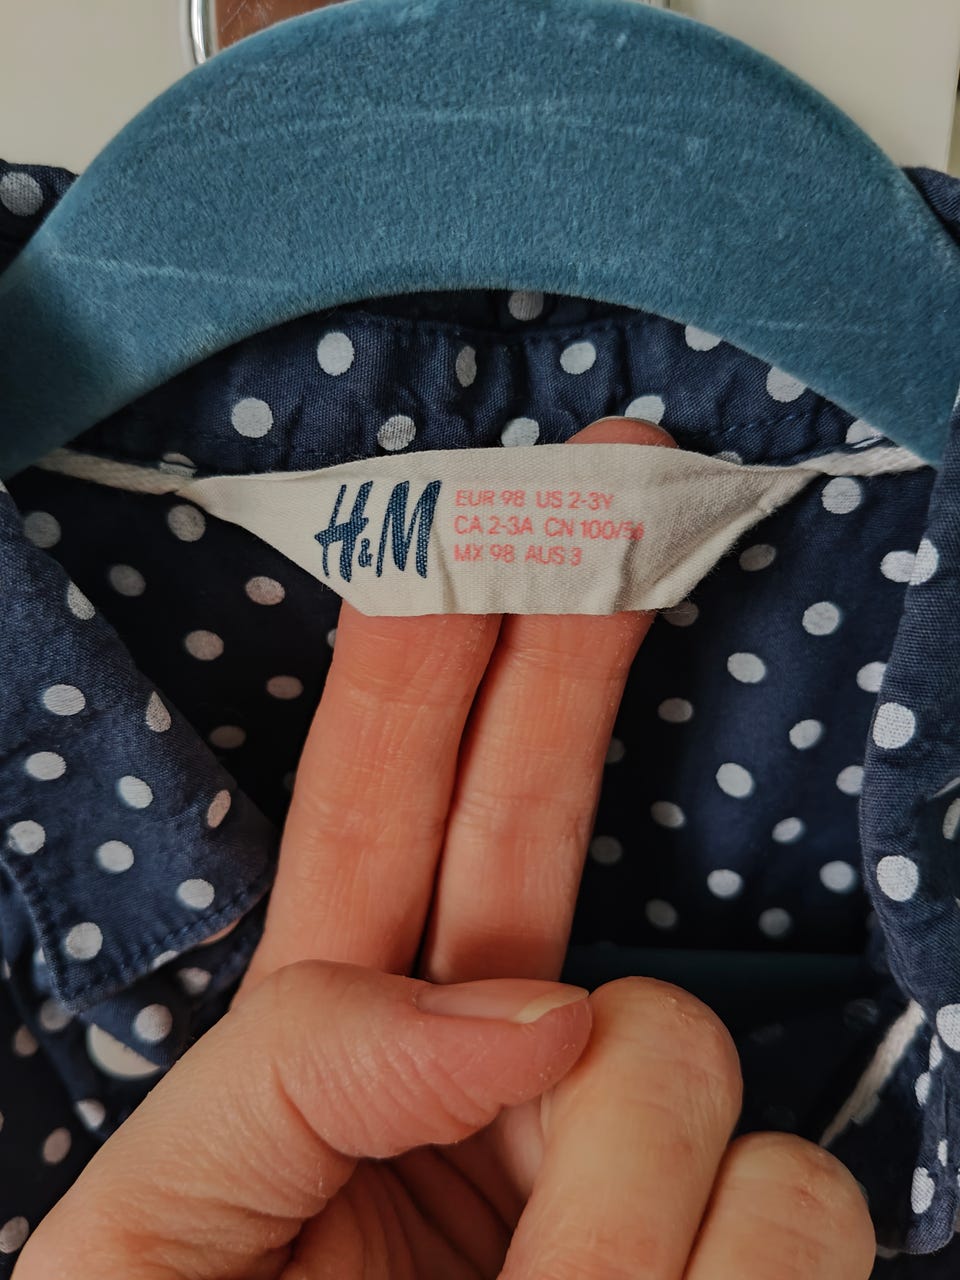 H&M
EUR 98 US 2-3Y
CA 2-3A CN 100/56
MX 98 AUS 3